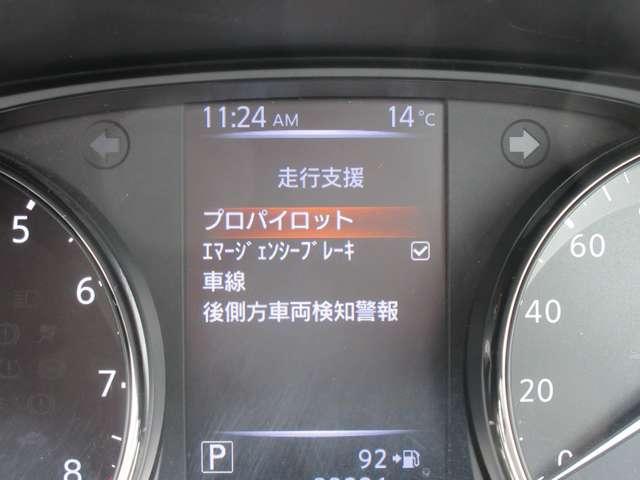 11:24 AM 14℃
走行支援
プロパイロット
ｴﾏｰｼﾞｪﾝｼｰﾌﾞﾚｰｷ
車線
後側方車両検知警報
P 92
5
6
7
8
60
40
20
0